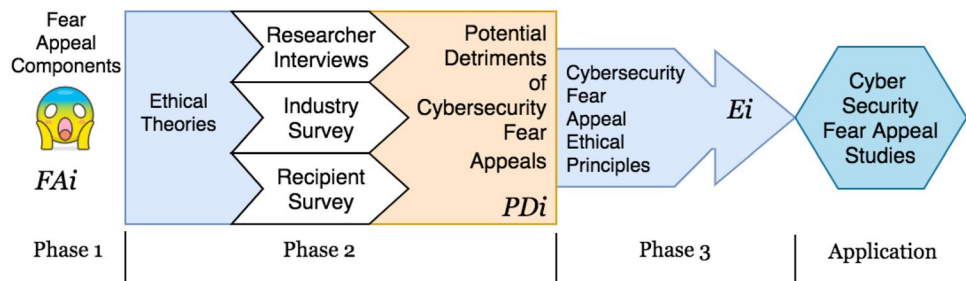 Fear
Appeal
Components
FAi
Ethical
Theories
Researcher
Interviews
Industry
Survey
Recipient
Survey
Potential
Detriments
of
Cybersecurity
Fear
Appeals
PDi
Cybersecurity
Fear
Appeal
Ethical
Principles
Ei
Cyber
Security
Fear Appeal
Studies
Phase 1
Phase 2
Phase 3
Application